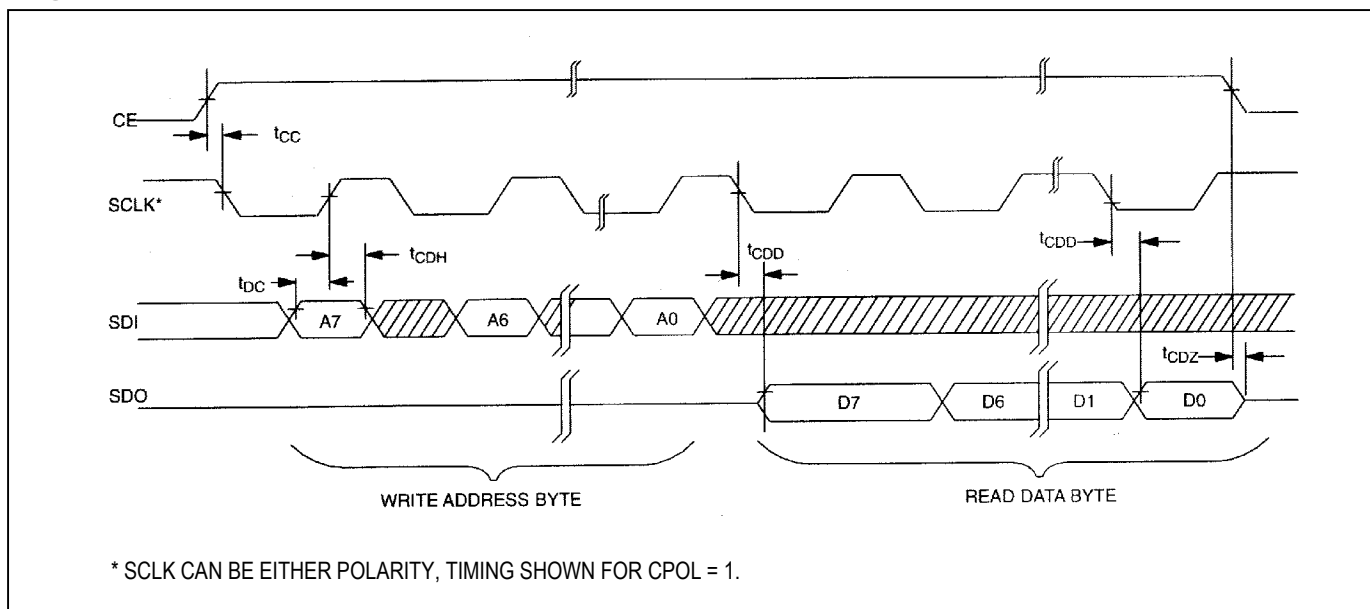 CE
tCC
SCLK*
tCDH
tCDD
tCDD
tDC
SDI
A7
A6
A0
tCDZ
SDO
D7
D6
D1
D0
WRITE ADDRESS BYTE
READ DATA BYTE
* SCLK CAN BE EITHER POLARITY, TIMING SHOWN FOR CPOL = 1.